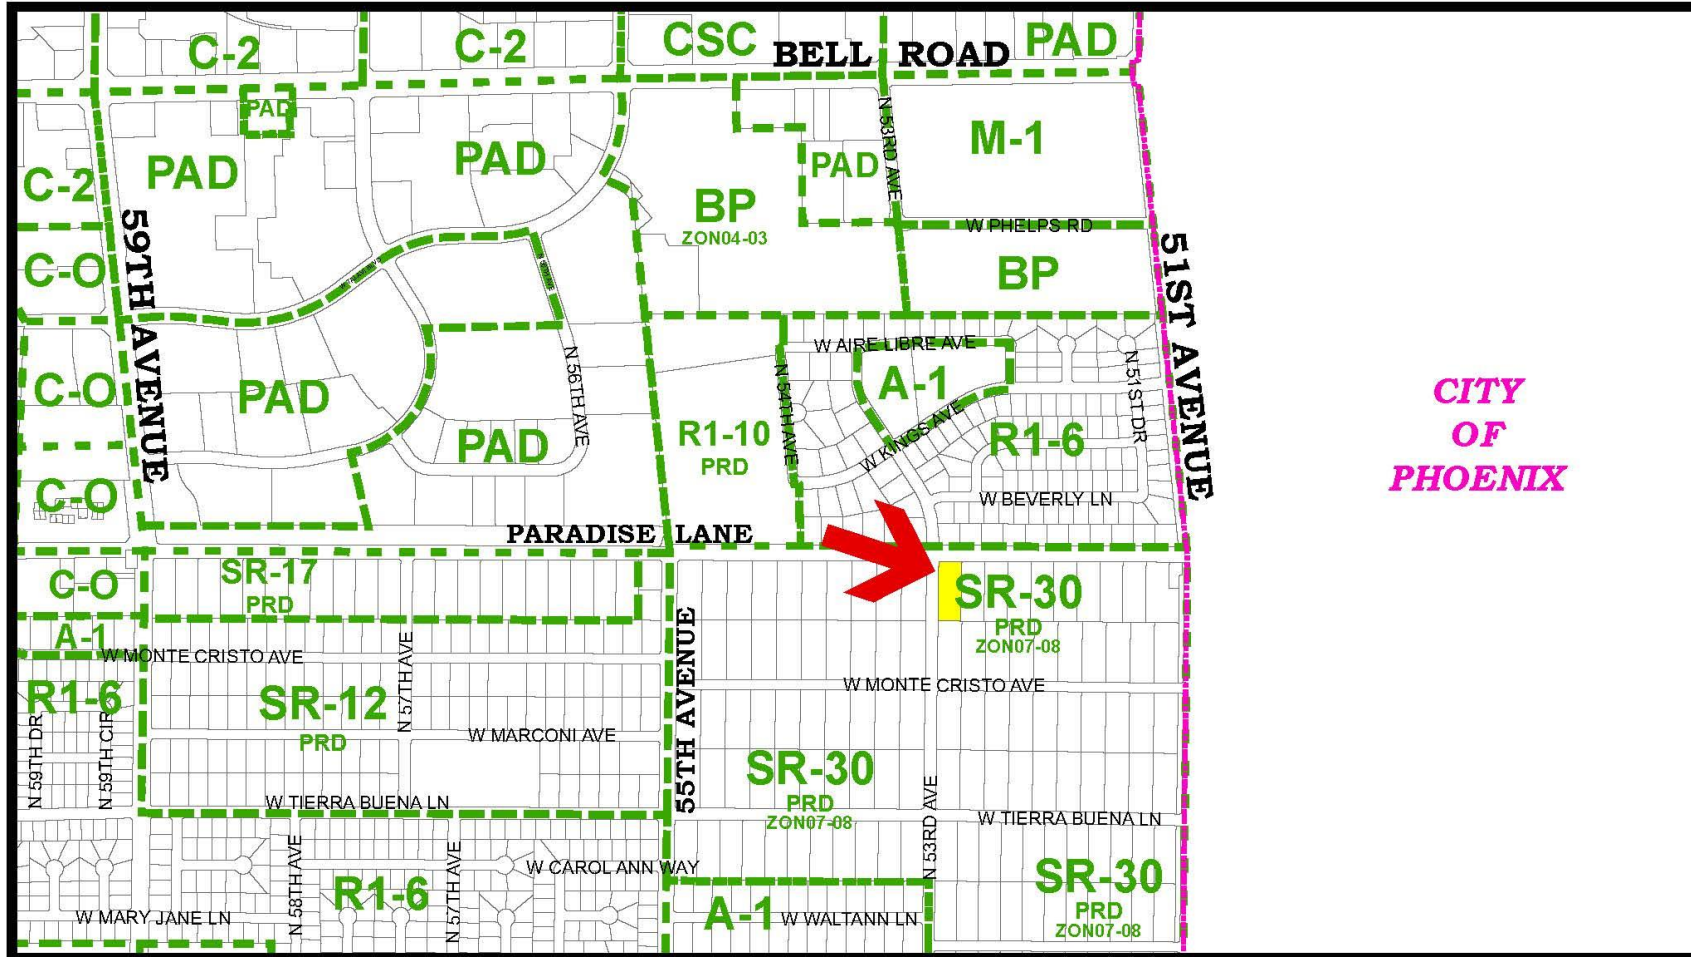 C-2
C-2
CSC
BELL ROAD
PAD
PAD
C-2
PAD
PAD
PAD
N 53RD AVE
M-1
BP
ZON04-03
W PHELPS RD
C-O
59TH AVENUE
BP
51ST AVENUE
C-O
PAD
N 56TH AVE
PAD
R1-10
PRD
N 54TH AVE
W AIRE LIBRE AVE
A-1
W KINGS AVE
R1-6
N 51ST DR
W BEVERLY LN
CITY
OF
PHOENIX
C-O
PARADISE LANE
C-O
SR-17
PRD
SR-30
PRD
ZON07-08
A-1
W MONTE CRISTO AVE
N 57TH AVE
55TH AVENUE
W MONTE CRISTO AVE
R1-6
SR-12
PRD
W MARCONI AVE
N 59TH DR
N 59TH CIR
SR-30
PRD
ZON07-08
N 53RD AVE
W TIERRA BUENA LN
W TIERRA BUENA LN
N 58TH AVE
R1-6
N 57TH AVE
W CAROL ANN WAY
SR-30
PRD
ZON07-08
W MARY JANE LN
A-1
W WALTANN LN